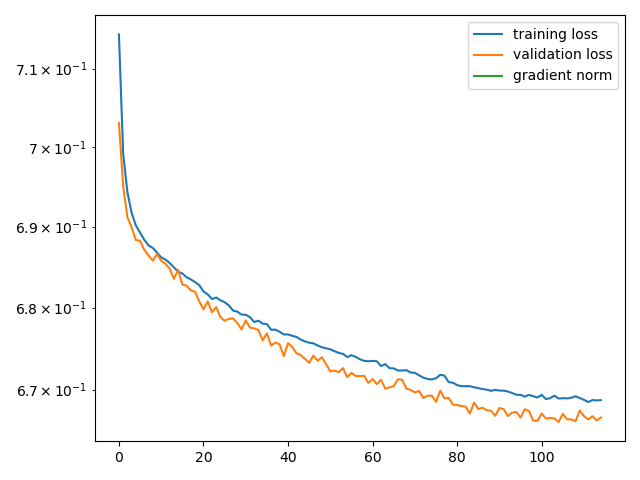 training loss
validation loss
gradient norm
7.1 × 10⁻¹
7 × 10⁻¹
6.9 × 10⁻¹
6.8 × 10⁻¹
6.7 × 10⁻¹
0 20 40 60 80 100